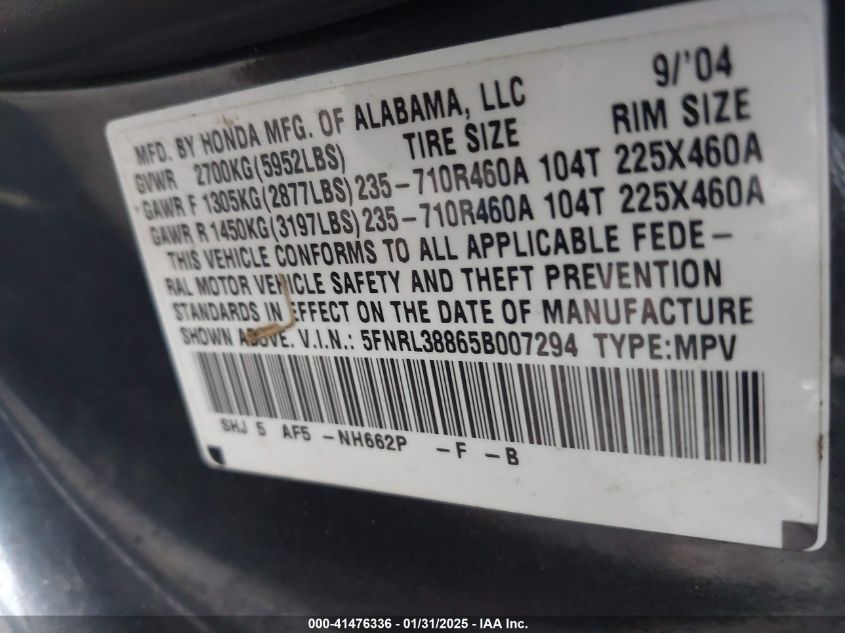 9/'04
MFD. BY HONDA MFG. OF ALABAMA, LLC
GVWR 2700KG(5952LBS) TIRE SIZE RIM SIZE
GAWR F 1305KG(2877LBS)235-710R460A 104T 225X460A
GAWR R 1450KG(3197LBS)235-710R460A 104T 225X460A
THIS VEHICLE CONFORMS TO ALL APPLICABLE FEDE-
RAL MOTOR VEHICLE SAFETY AND THEFT PREVENTION
STANDARDS IN EFFECT ON THE DATE OF MANUFACTURE
SHOWN ABOVE. V.I.N.: 5FNRL38865B007294 TYPE:MPV
SHJ 5 AF5 -NH662P -F -B
000-41476336 - 01/31/2025 - IAA Inc.